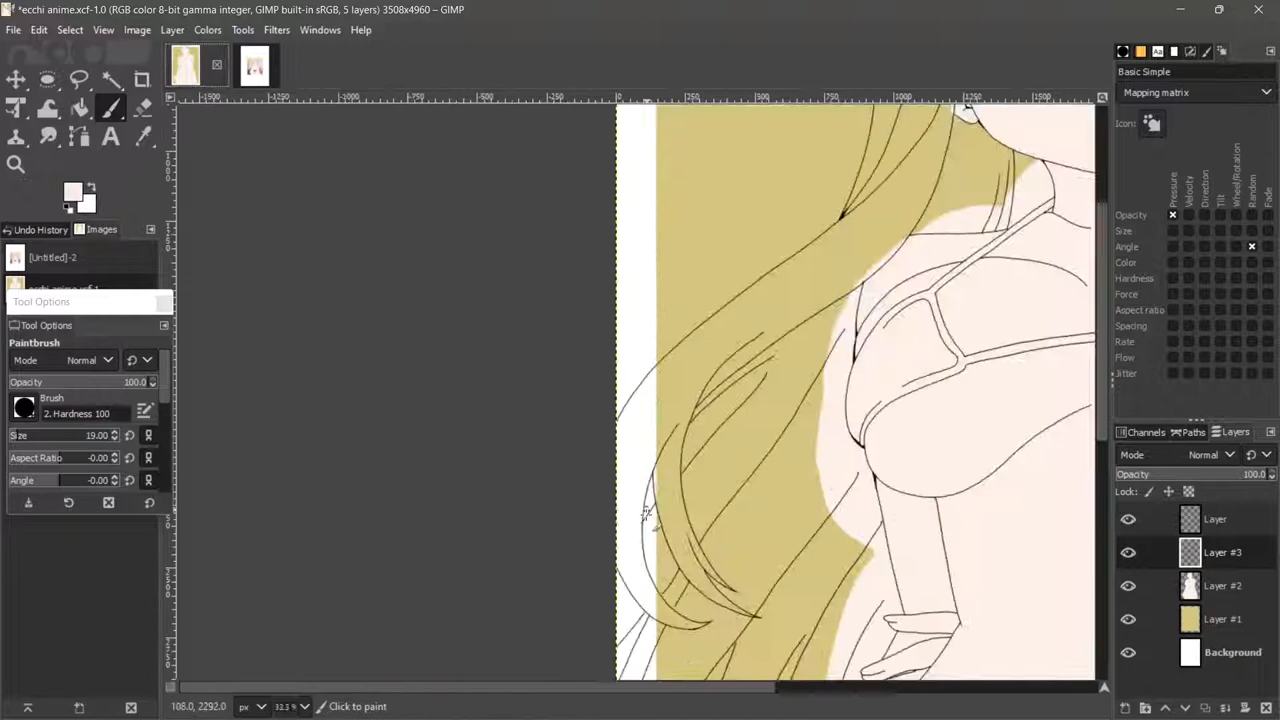 *ecchi anime.xcf-1.0 (RGB color 8-bit gamma integer, GIMP built-in sRGB, 5 layers) 3508x4960 – GIMP
File Edit Select View Image Layer Colors Tools Filters Windows Help
Basic Simple
Mapping matrix
Icon:
Pressure Velocity Direction Tilt Wheel/Rotation Random Fade
Opacity
Size
Angle
Color
Hardness
Force
Aspect ratio
Spacing
Rate
Flow
Jitter
-1500 -1250 -1000 -750 -500 0 250 500 750 1000 1250 1500
Undo History Images
[Untitled]-2
ecchi anime.xcf-1
Tool Options
Tool Options
Paintbrush
Mode Normal
Opacity 100.0
Brush
2. Hardness 100
Size 19.00
Aspect Ratio -0.00
Angle -0.00
Channels Paths Layers
Mode Normal
Opacity 100.0
Lock:
Layer
Layer #3
Layer #2
Layer #1
Background
108.0, 2292.0 px 33.3 % Click to paint